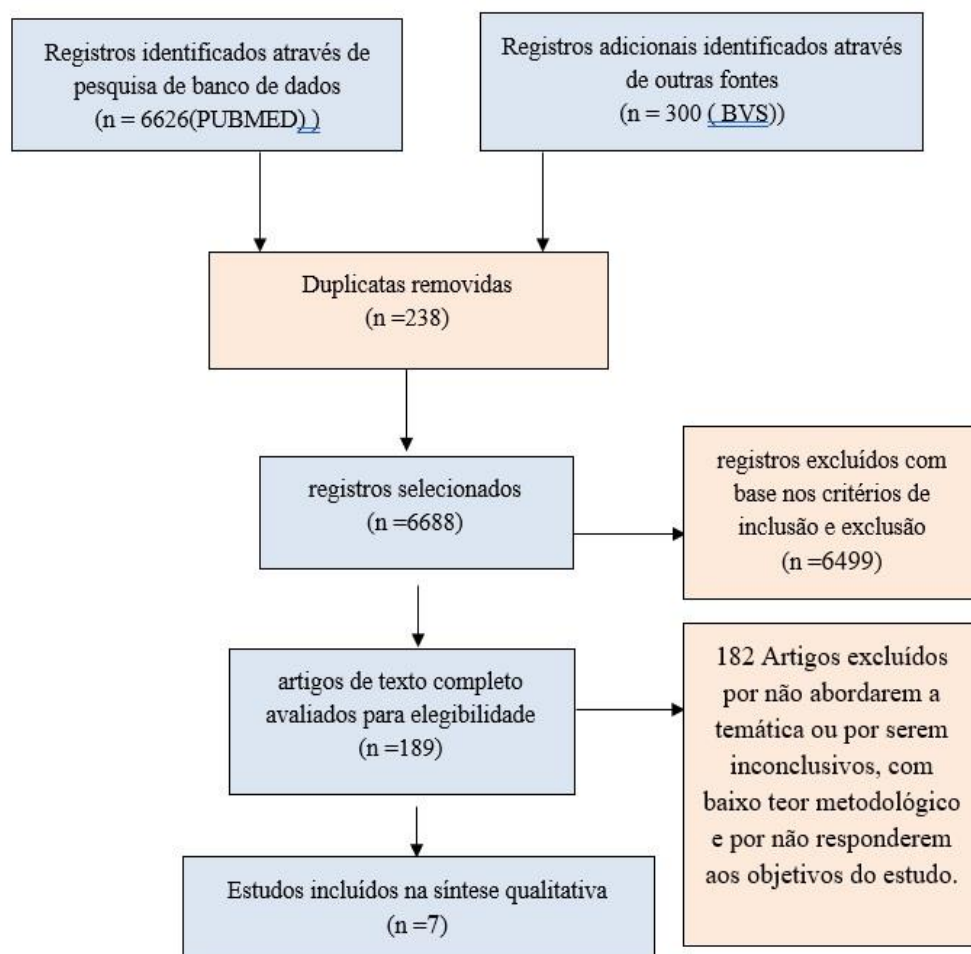 Registros identificados através de
pesquisa de banco de dados
(n = 6626(PUBMED) )
Registros adicionais identificados através
de outras fontes
(n = 300 ( BVS))
Duplicatas removidas
(n =238)
registros selecionados
(n =6688)
registros excluídos com
base nos critérios de
inclusão e exclusão
(n =6499)
artigos de texto completo
avaliados para elegibilidade
(n =189)
182 Artigos excluídos
por não abordarem a
temática ou por serem
inconclusivos, com
baixo teor metodológico
e por não responderem
aos objetivos do estudo.
Estudos incluídos na síntese qualitativa
(n =7)